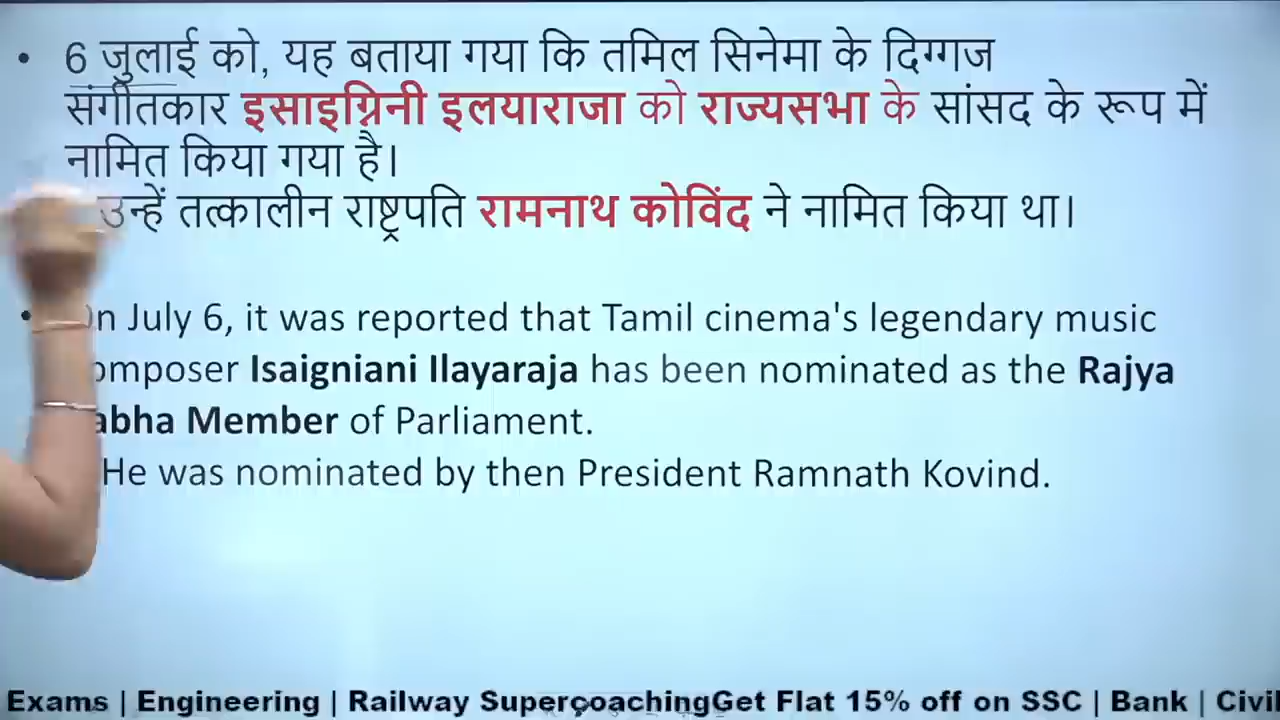 • 6 जुलाई को, यह बताया गया कि तमिल सिनेमा के दिग्गज
संगीतकार इसाइग्निनी इलयाराजा को राज्यसभा के सांसद के रूप में
नामित किया गया है।
उन्हें तत्कालीन राष्ट्रपति रामनाथ कोविंद ने नामित किया था।
• n July 6, it was reported that Tamil cinema's legendary music
omposer Isaigniani Ilayaraja has been nominated as the Rajya
abha Member of Parliament.
He was nominated by then President Ramnath Kovind.
Exams | Engineering | Railway SupercoachingGet Flat 15% off on SSC | Bank | Civil